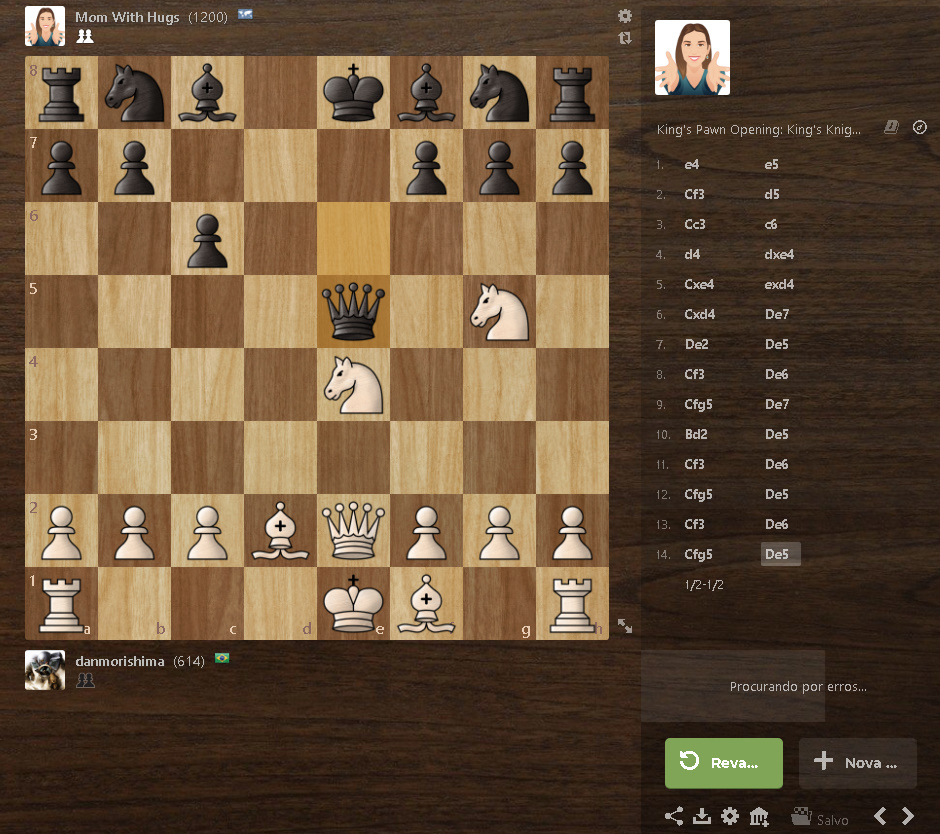 Mom With Hugs (1200)
8
7
6
5
4
3
2
1
a b c d e g h
danmorishima (614)
King's Pawn Opening: King's Knig...
1. e4 e5
2. Cf3 d5
3. Cc3 c6
4. d4 dxe4
5. Cxe4 exd4
6. Cxd4 De7
7. De2 De5
8. Cf3 De6
9. Cfg5 De7
10. Bd2 De5
11. Cf3 De6
12. Cfg5 De5
13. Cf3 De6
14. Cfg5 De5
1/2-1/2
Procurando por erros...
Reva...
Nova ...
Salvo